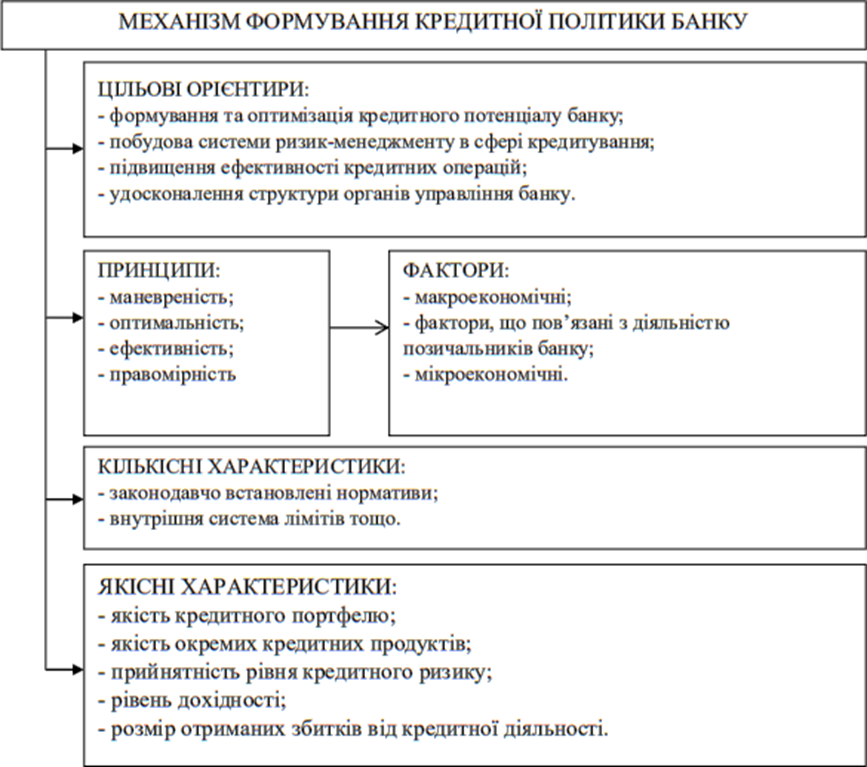 МЕХАНІЗМ ФОРМУВАННЯ КРЕДИТНОЇ ПОЛІТИКИ БАНКУ
ЦІЛЬОВІ ОРІЄНТИРИ:
- формування та оптимізація кредитного потенціалу банку;
- побудова системи ризик-менеджменту в сфері кредитування;
- підвищення ефективності кредитних операцій;
- удосконалення структури органів управління банку.
ПРИНЦИПИ:
- маневреність;
- оптимальність;
- ефективність;
- правомірність
ФАКТОРИ:
- макроекономічні;
- фактори, що пов’язані з діяльністю
позичальників банку;
- мікроекономічні.
КІЛЬКІСНІ ХАРАКТЕРИСТИКИ:
- законодавчо встановлені нормативи;
- внутрішня система лімітів тощо.
ЯКІСНІ ХАРАКТЕРИСТИКИ:
- якість кредитного портфелю;
- якість окремих кредитних продуктів;
- прийнятність рівня кредитного ризику;
- рівень дохідності;
- розмір отриманих збитків від кредитної діяльності.